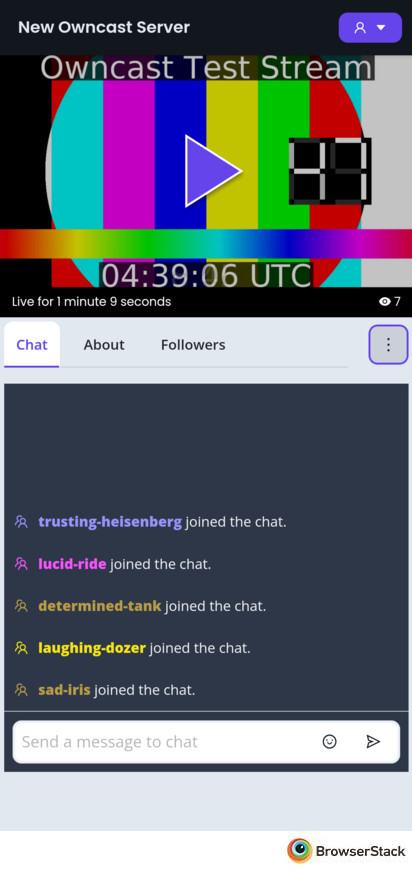 New Owncast Server
Owncast Test Stream
04:39:06 UTC
Live for 1 minute 9 seconds
7
Chat
About
Followers
trusting-heisenberg joined the chat.
lucid-ride joined the chat.
determined-tank joined the chat.
laughing-dozer joined the chat.
sad-iris joined the chat.
Send a message to chat
BrowserStack